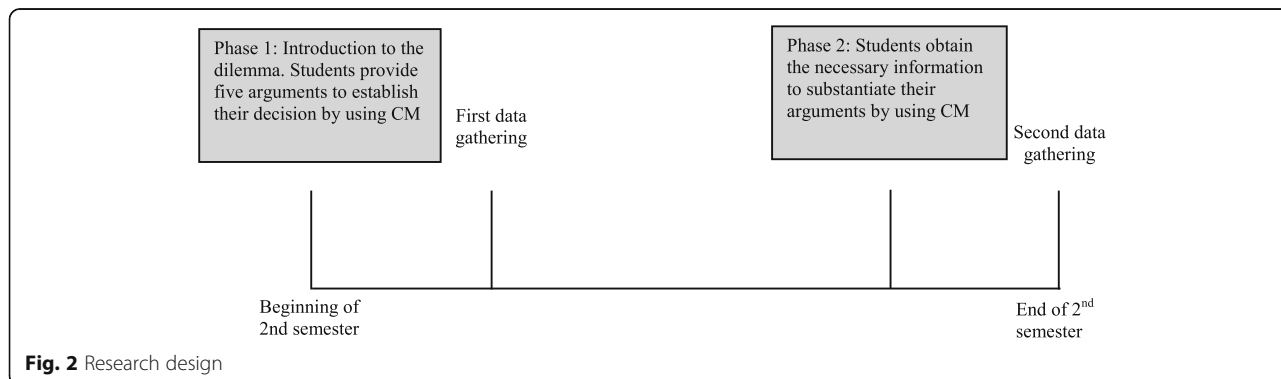 Phase 1: Introduction to the
dilemma. Students provide
five arguments to establish
their decision by using CM
First data
gathering
Phase 2: Students obtain
the necessary information
to substantiate their
arguments by using CM
Second data
gathering
Beginning of
2nd semester
End of 2nd
semester
Fig. 2 Research design